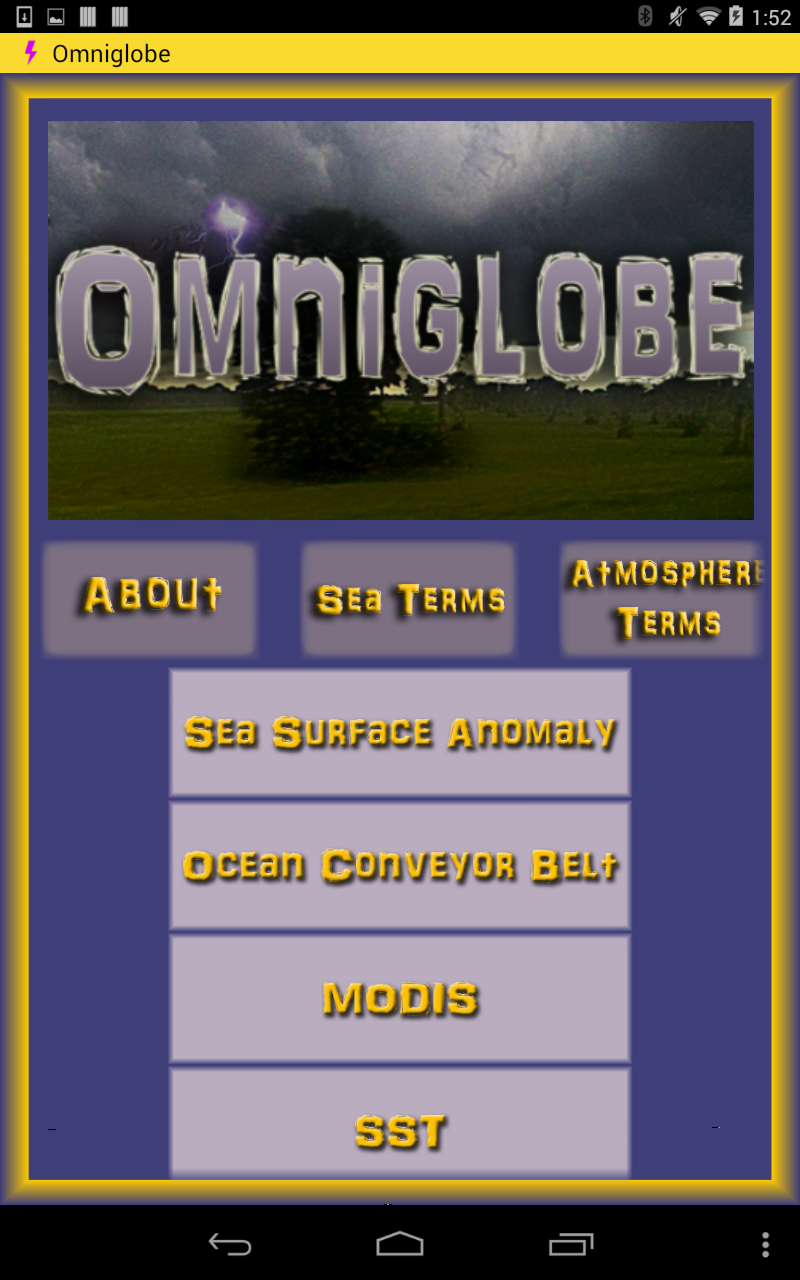 1:52
Omniglobe
OmniGLOBE
About
Sea Terms
Atmosphere
Terms
Sea Surface Anomaly
Ocean Conveyor Belt
MODIS
SST